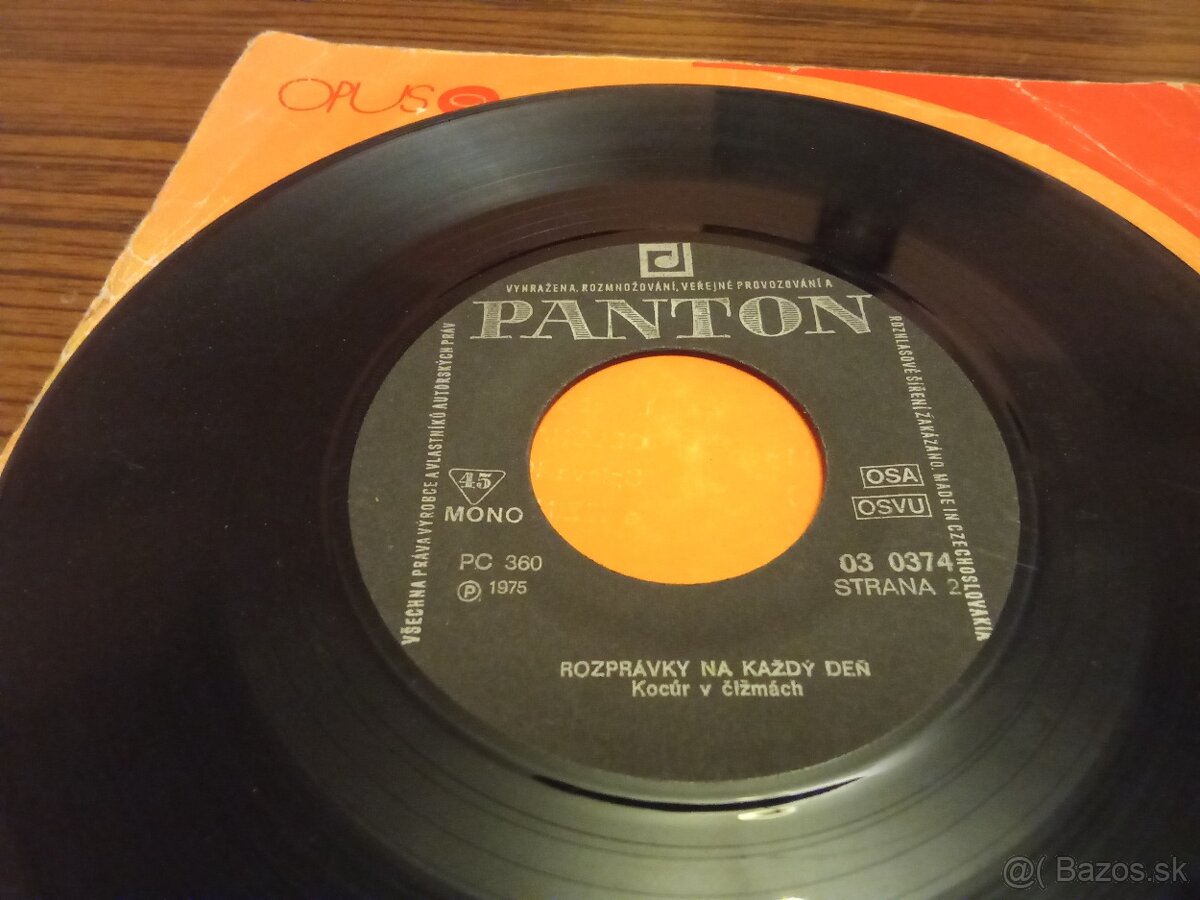 OPUS
VYHRAŽENA, ROZMNOŽOVÁNÍ, VEŘEJNÉ PROVOZOVÁNÍ A
PANTON
VŠECHNA PRÁVA VÝROBCE A VLASTNÍKŮ AUTORSKÝCH PRÁV
ROZHLASOVÉ ŠÍŘENÍ ZAKÁZÁNO. MADE IN CZECHOSLOVAKIA
45
MONO
OSA
OSVU
PC 360
℗ 1975
03 0374
STRANA 2
ROZPRÁVKY NA KAŽDÝ DEŇ
Kocúr v čižmách
@( Bazos.sk